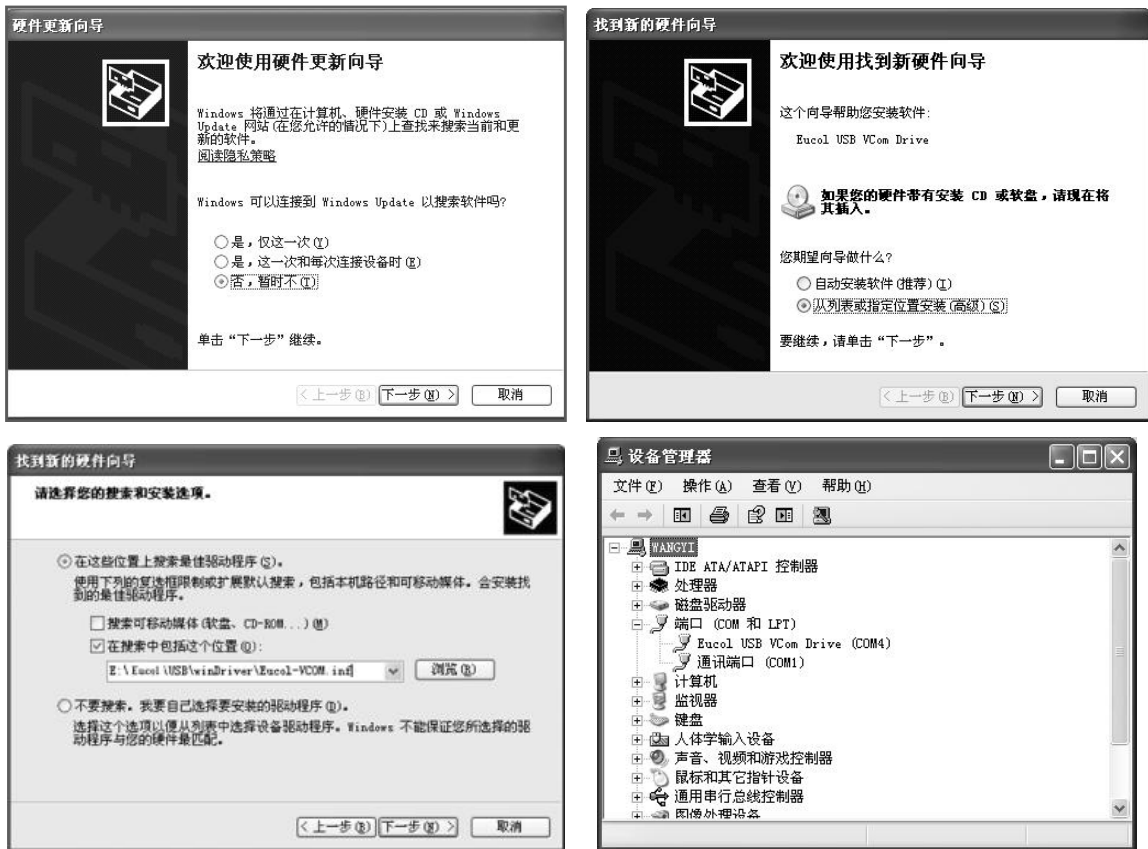 硬件更新向导
欢迎使用硬件更新向导
Windows 将通过在计算机、硬件安装 CD 或 Windows
Update 网站(在您允许的情况下)上查找来搜索当前和更
新的软件。
阅读隐私策略
Windows 可以连接到 Windows Update 以搜索软件吗?
是，仅这一次(Y)
是，这一次和每次连接设备时(E)
否，暂时不(T)
单击“下一步”继续。
< 上一步(B) 下一步(N) > 取消
找到新的硬件向导
欢迎使用找到新硬件向导
这个向导帮助您安装软件:
Eucol USB VCom Drive
如果您的硬件带有安装 CD 或软盘，请现在将
其插入。
您期望向导做什么?
自动安装软件(推荐)(I)
从列表或指定位置安装(高级)(S)
要继续，请单击“下一步”。
< 上一步(B) 下一步(N) > 取消
找到新的硬件向导
请选择您的搜索和安装选项。
在这些位置上搜索最佳驱动程序(S)。
使用下列的复选框限制或扩展默认搜索，包括本机路径和可移动媒体。会安装找
到的最佳驱动程序。
搜索可移动媒体(软盘、CD-ROM...)(M)
在搜索中包括这个位置(O):
E:\Eucol\USB\winDriver\Eucol-VCOM.inf 浏览(R)
不要搜索。我要自己选择要安装的驱动程序(D)。
选择这个选项以便从列表中选择设备驱动程序。Windows 不能保证您所选择的驱
动程序与您的硬件最匹配。
< 上一步(B) 下一步(N) > 取消
设备管理器
文件(F) 操作(A) 查看(V) 帮助(H)
WANGYI
IDE ATA/ATAPI 控制器
处理器
磁盘驱动器
端口 (COM 和 LPT)
Eucol USB VCom Drive (COM4)
通讯端口 (COM1)
计算机
监视器
键盘
人体学输入设备
声音、视频和游戏控制器
鼠标和其它指针设备
通用串行总线控制器
图像处理设备